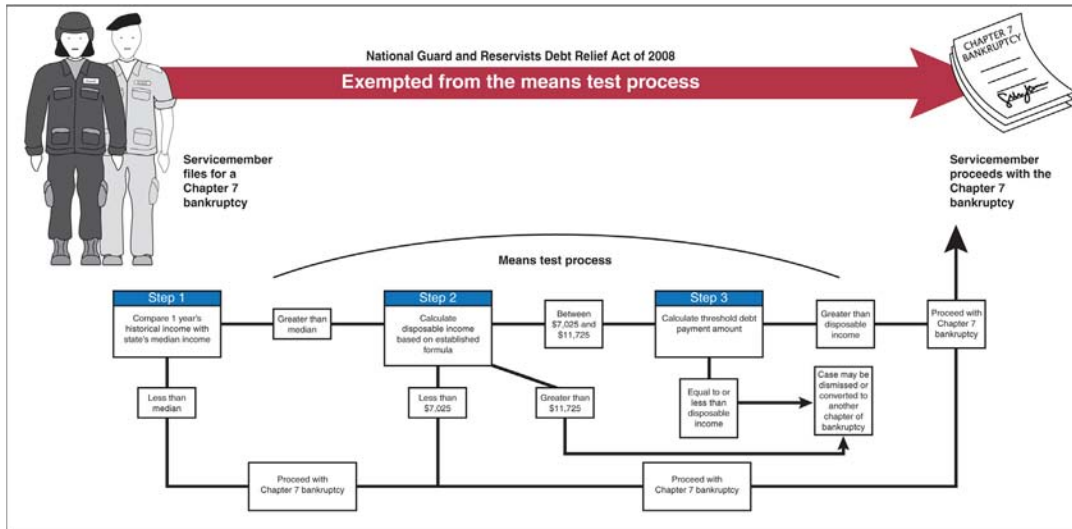 National Guard and Reservists Debt Relief Act of 2008
Exempted from the means test process
CHAPTER 7
BANKRUPTCY
Servicemember
files for a
Chapter 7
bankruptcy
Servicemember
proceeds with the
Chapter 7
bankruptcy
Means test process
Step 1
Compare 1 year's
historical income with
state's median income
Greater than
median
Step 2
Calculate
disposable income
based on established
formula
Between
$7,025 and
$11,725
Step 3
Calculate threshold debt
payment amount
Greater than
disposable
income
Proceed with
Chapter 7
bankruptcy
Less than
median
Less than
$7,025
Greater than
$11,725
Equal to or
less than
disposable
income
Case may be
dismissed or
converted to
another
chapter of
bankruptcy
Proceed with
Chapter 7 bankruptcy
Proceed with
Chapter 7 bankruptcy